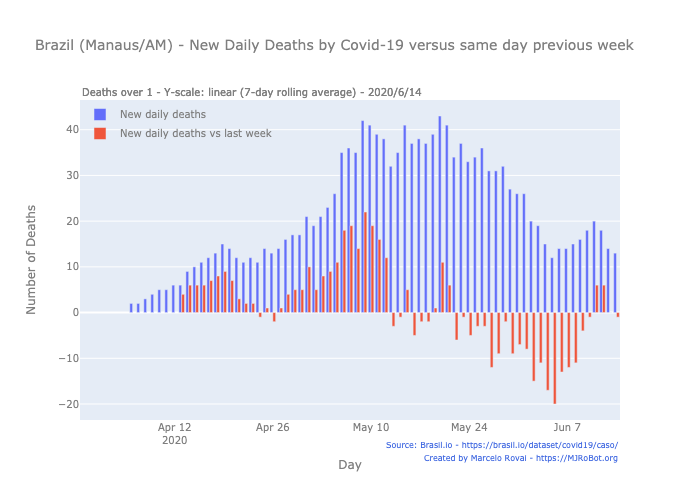 Brazil (Manaus/AM) - New Daily Deaths by Covid-19 versus same day previous week
Deaths over 1 - Y-scale: linear (7-day rolling average) - 2020/6/14
New daily deaths
New daily deaths vs last week
Number of Deaths
40
30
20
10
0
−10
−20
Apr 12
2020
Apr 26
May 10
May 24
Jun 7
Day
Source: Brasil.io - https://brasil.io/dataset/covid19/caso/
Created by Marcelo Rovai - https://MJRoBot.org